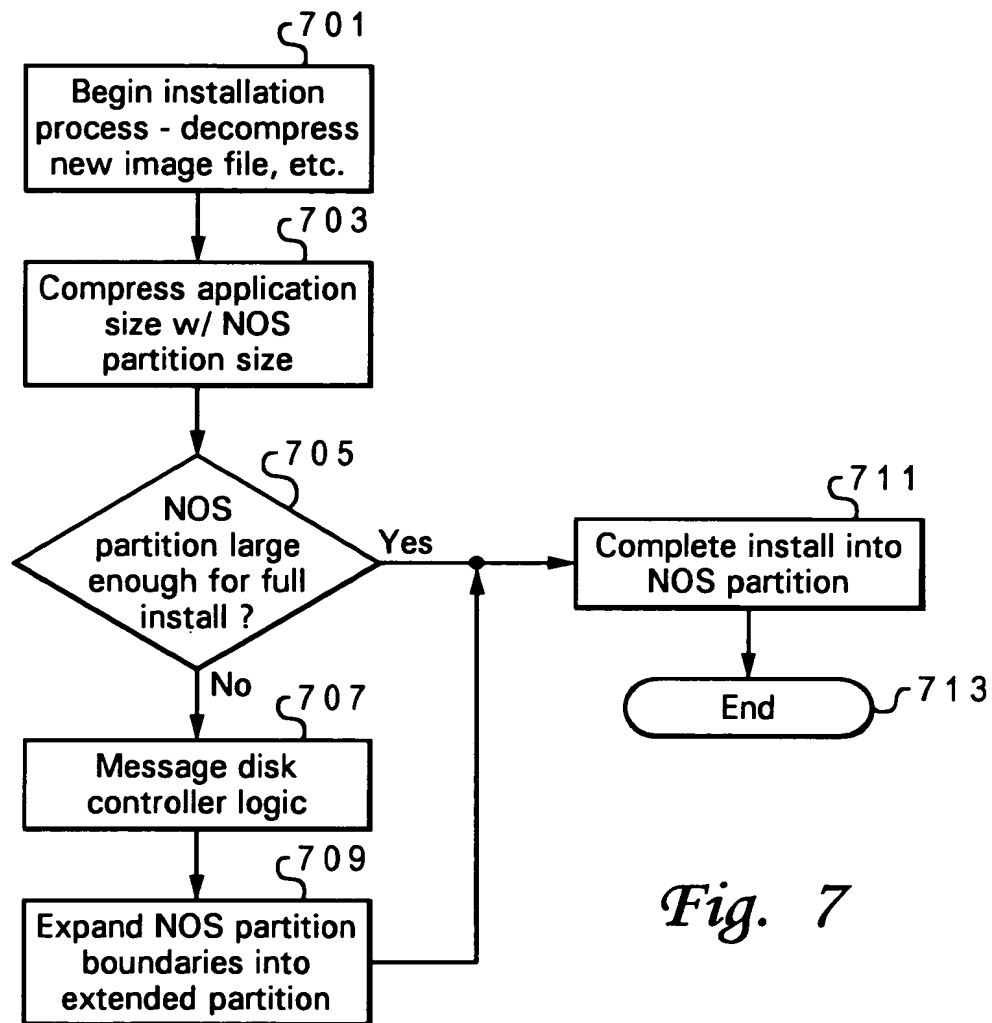 701
Begin installation
process - decompress
new image file, etc.
703
Compress application
size w/ NOS
partition size
705
NOS
partition large
enough for full
install ?
Yes
No
707
Message disk
controller logic
709
Expand NOS partition
boundaries into
extended partition
711
Complete install into
NOS partition
End
713
Fig. 7